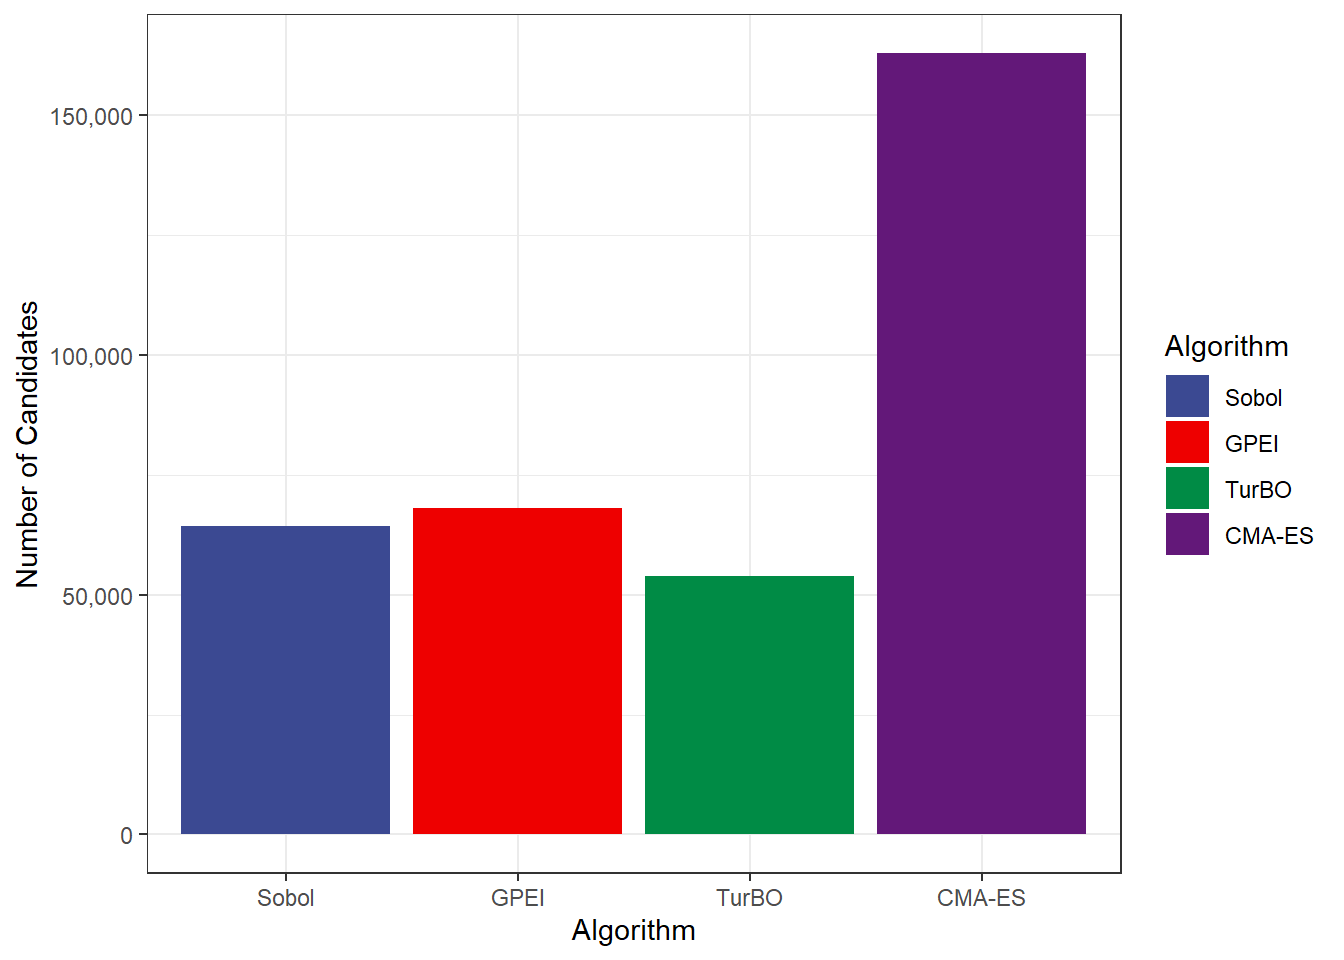 Number of Candidates
150,000
100,000
50,000
0
Sobol
GPEI
TurBO
CMA-ES
Algorithm
Algorithm
Sobol
GPEI
TurBO
CMA-ES